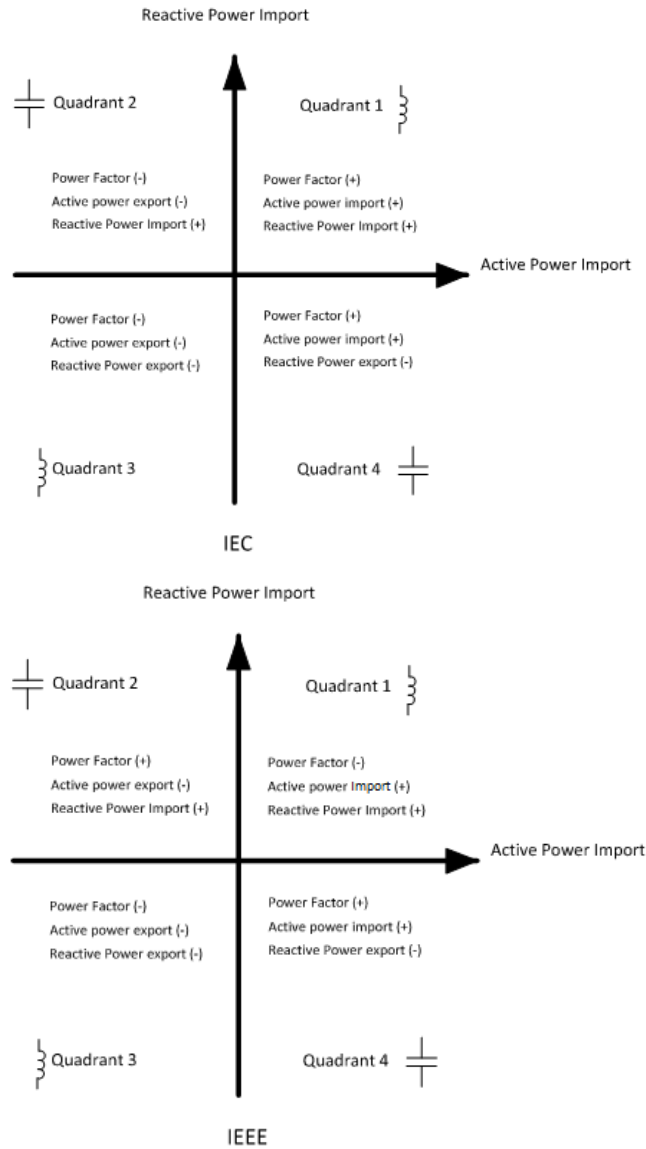 Reactive Power Import
Quadrant 2
Quadrant 1
Power Factor (-)
Active power export (-)
Reactive Power Import (+)
Power Factor (+)
Active power import (+)
Reactive Power Import (+)
Active Power Import
Power Factor (-)
Active power export (-)
Reactive Power export (-)
Power Factor (+)
Active power import (+)
Reactive Power export (-)
Quadrant 3
Quadrant 4
IEC
Reactive Power Import
Quadrant 2
Quadrant 1
Power Factor (+)
Active power export (-)
Reactive Power Import (+)
Power Factor (-)
Active power Import (+)
Reactive Power Import (+)
Active Power Import
Power Factor (-)
Active power export (-)
Reactive Power export (-)
Power Factor (+)
Active power import (+)
Reactive Power export (-)
Quadrant 3
Quadrant 4
IEEE